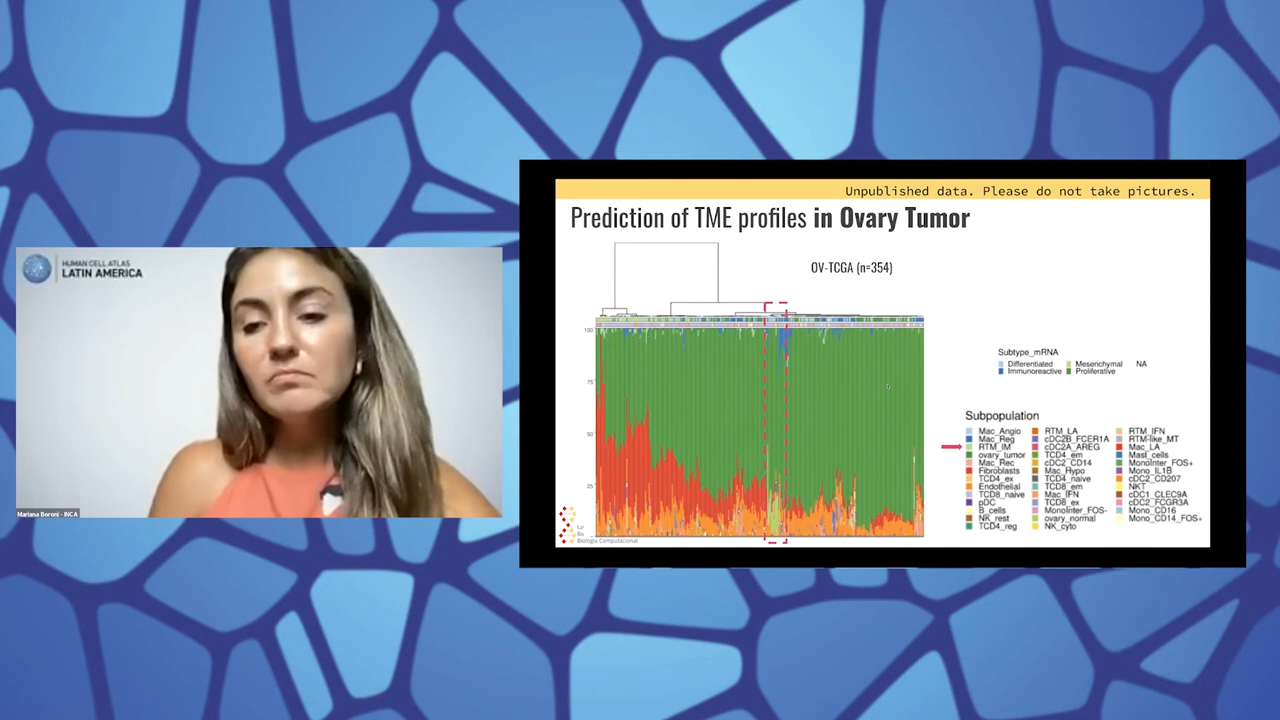 HUMAN CELL ATLAS
LATIN AMERICA
Mariana Boroni - INCA
Unpublished data. Please do not take pictures.
Prediction of TME profiles in Ovary Tumor
OV-TCGA (n=354)
100
75
50
25
Subtype_mRNA
Differentiated
Mesenchymal
NA
Immunoreactive
Proliferative
Subpopulation
Mac_Angio
RTM_LA
RTM_IFN
Mac_Reg
cDC2B_FCER1A
RTM-like_MT
RTM_IM
cDC2A_AREG
Mac_LA
ovary_tumor
TCD4_em
Mast_cells
Mac_Rec
cDC2_CD14
MonoInter_FOS+
Fibroblasts
Mac_Hypo
Mono_IL1B
TCD4_ex
TCD4_naive
cDC2_CD207
Endothelial
TCD8_em
NKT
TCD8_naive
Mac_IFN
cDC1_CLEC9A
pDC
TCD8_ex
cDC2_FCGR3A
B_cells
MonoInter_FOS-
Mono_CD16
NK_rest
ovary_normal
Mono_CD14_FOS+
TCD4_reg
NK_cyto
Biologia Computacional